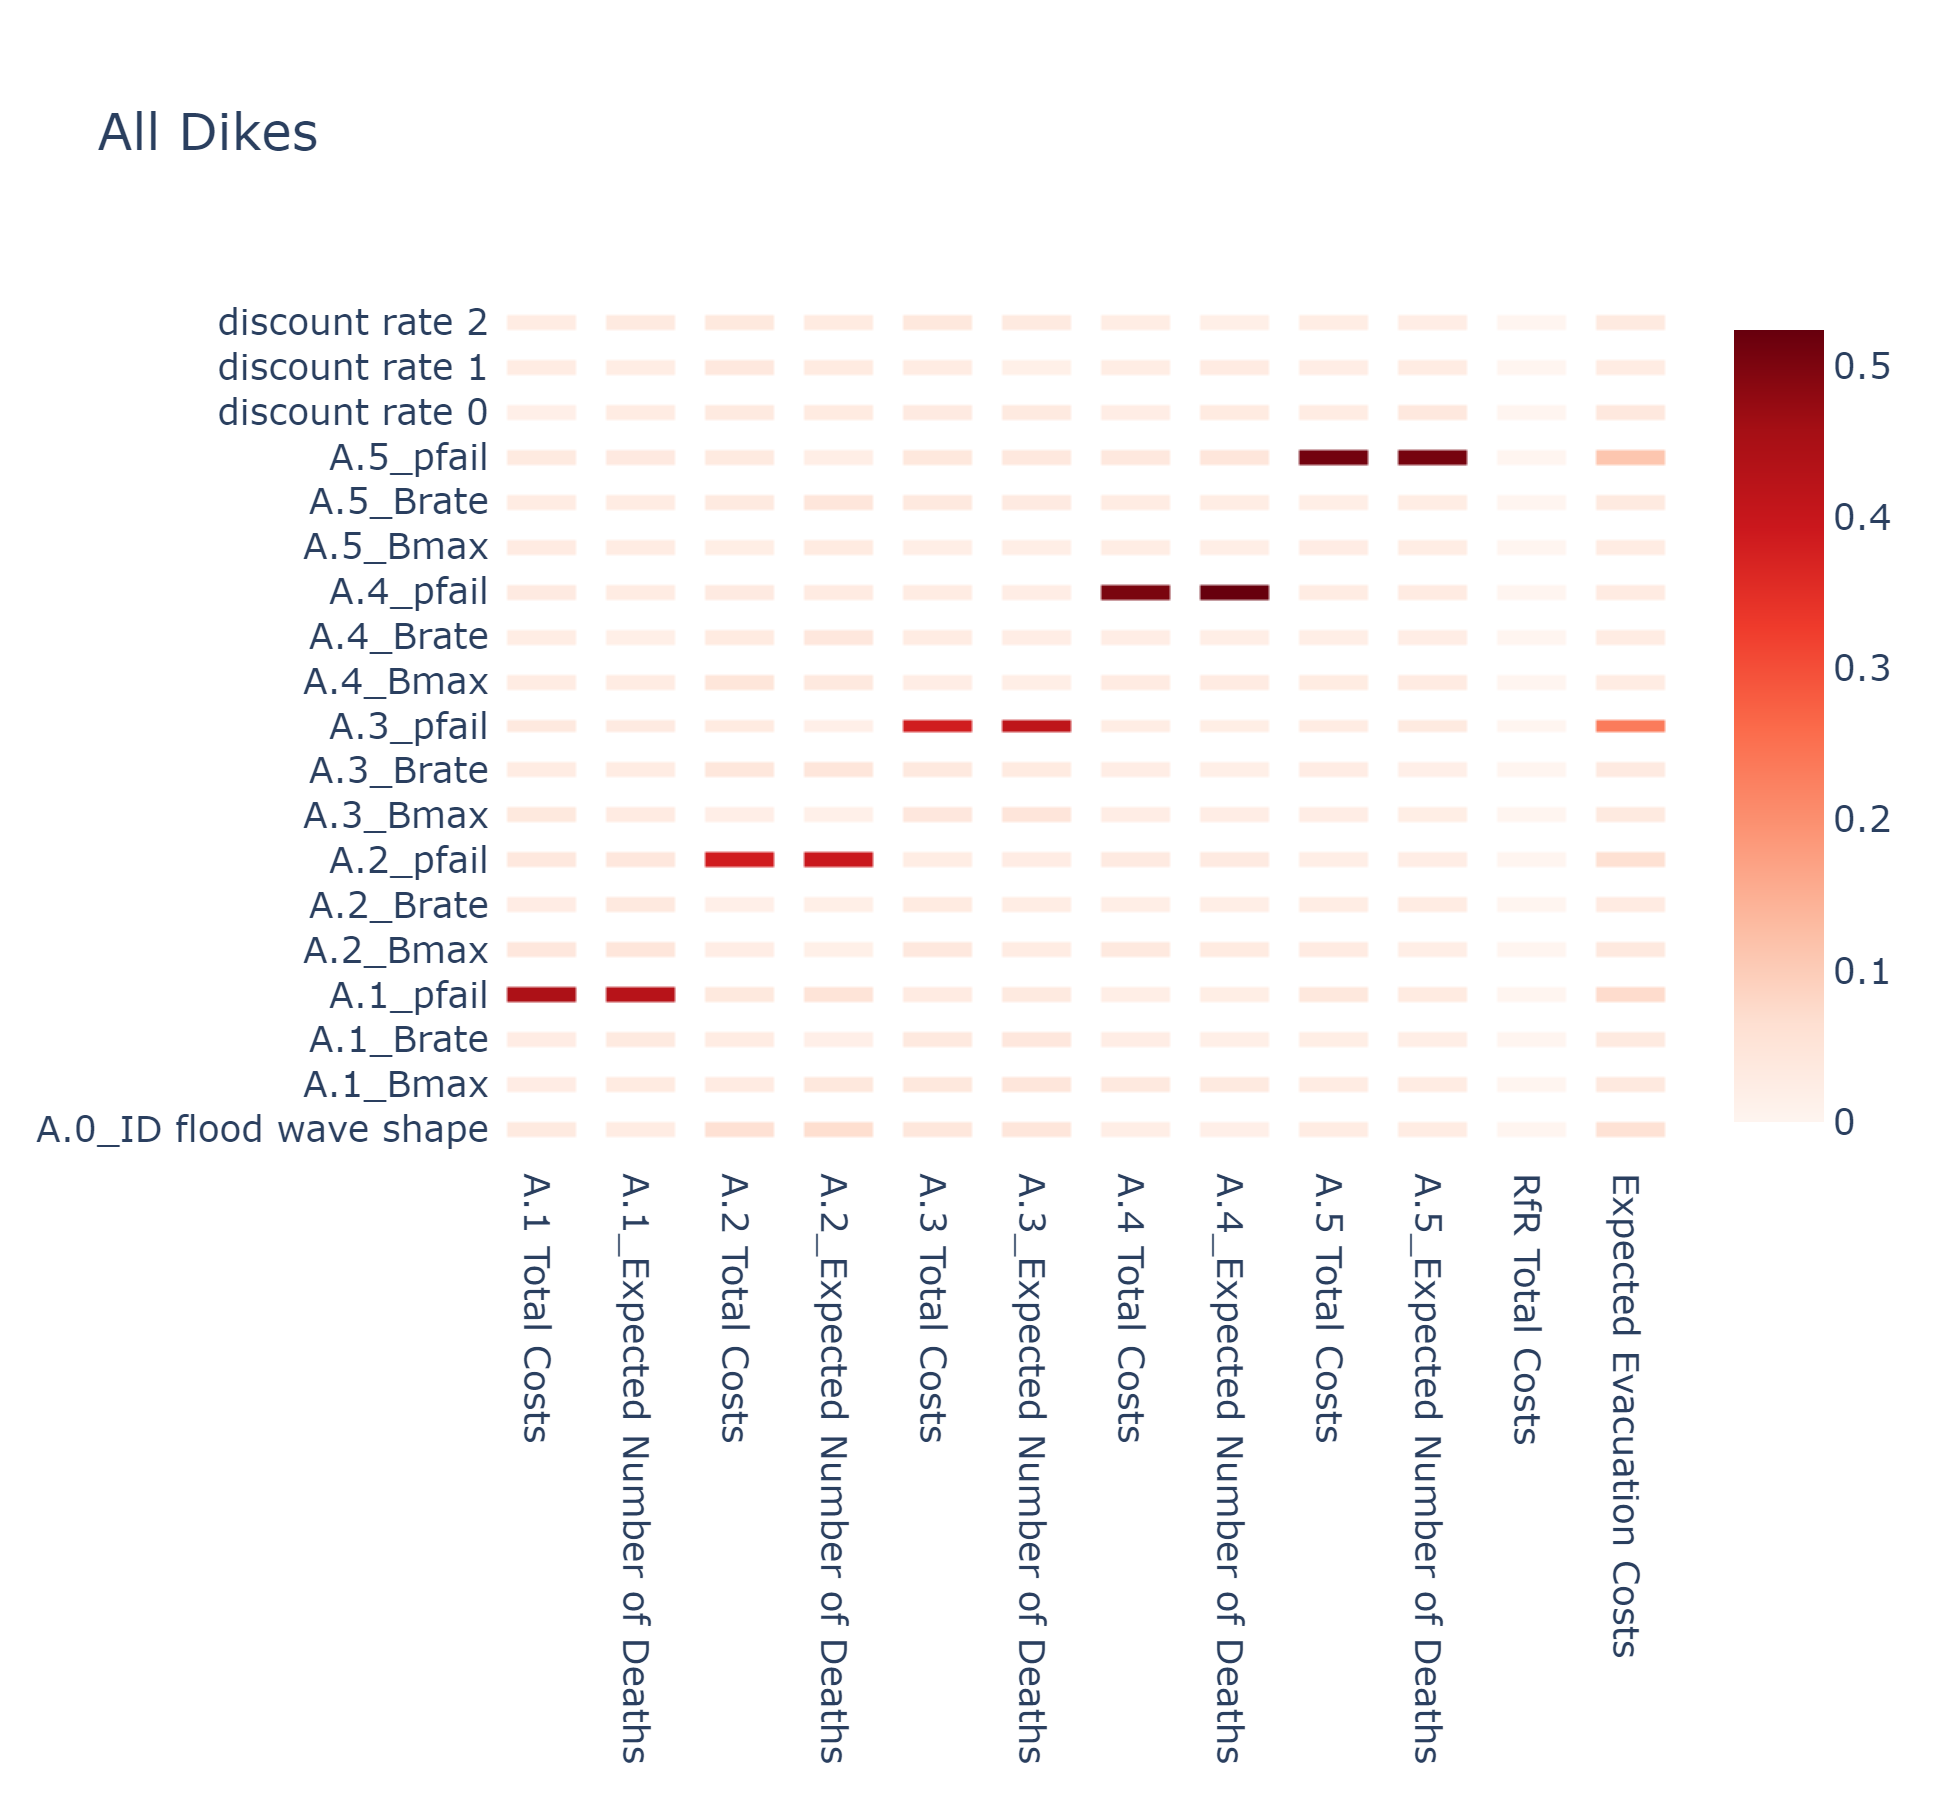 All Dikes
discount rate 2
discount rate 1
discount rate 0
A.5_pfail
A.5_Brate
A.5_Bmax
A.4_pfail
A.4_Brate
A.4_Bmax
A.3_pfail
A.3_Brate
A.3_Bmax
A.2_pfail
A.2_Brate
A.2_Bmax
A.1_pfail
A.1_Brate
A.1_Bmax
A.0_ID flood wave shape
A.1 Total Costs
A.1_Expected Number of Deaths
A.2 Total Costs
A.2_Expected Number of Deaths
A.3 Total Costs
A.3_Expected Number of Deaths
A.4 Total Costs
A.4_Expected Number of Deaths
A.5 Total Costs
A.5_Expected Number of Deaths
RfR Total Costs
Expected Evacuation Costs
0.5
0.4
0.3
0.2
0.1
0